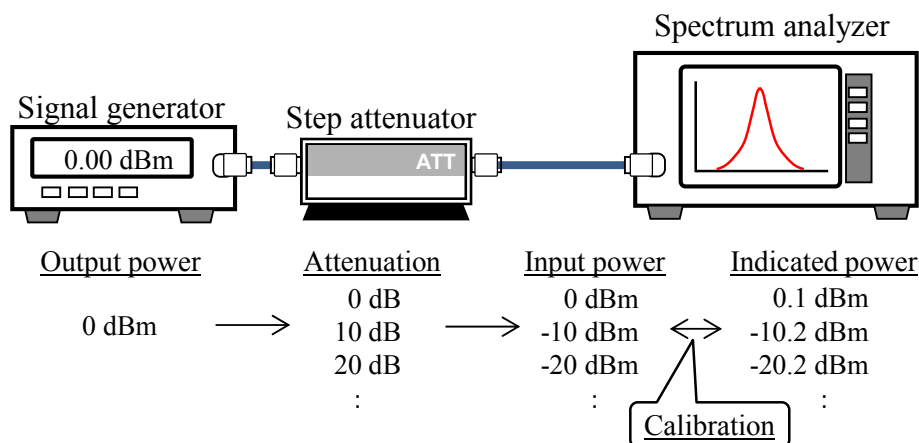 Spectrum analyzer
Signal generator
Step attenuator
0.00 dBm
ATT
Output power Attenuation Input power Indicated power
0 dB 0 dBm 0.1 dBm
0 dBm 10 dB -10 dBm -10.2 dBm
20 dB -20 dBm -20.2 dBm
: : :
Calibration